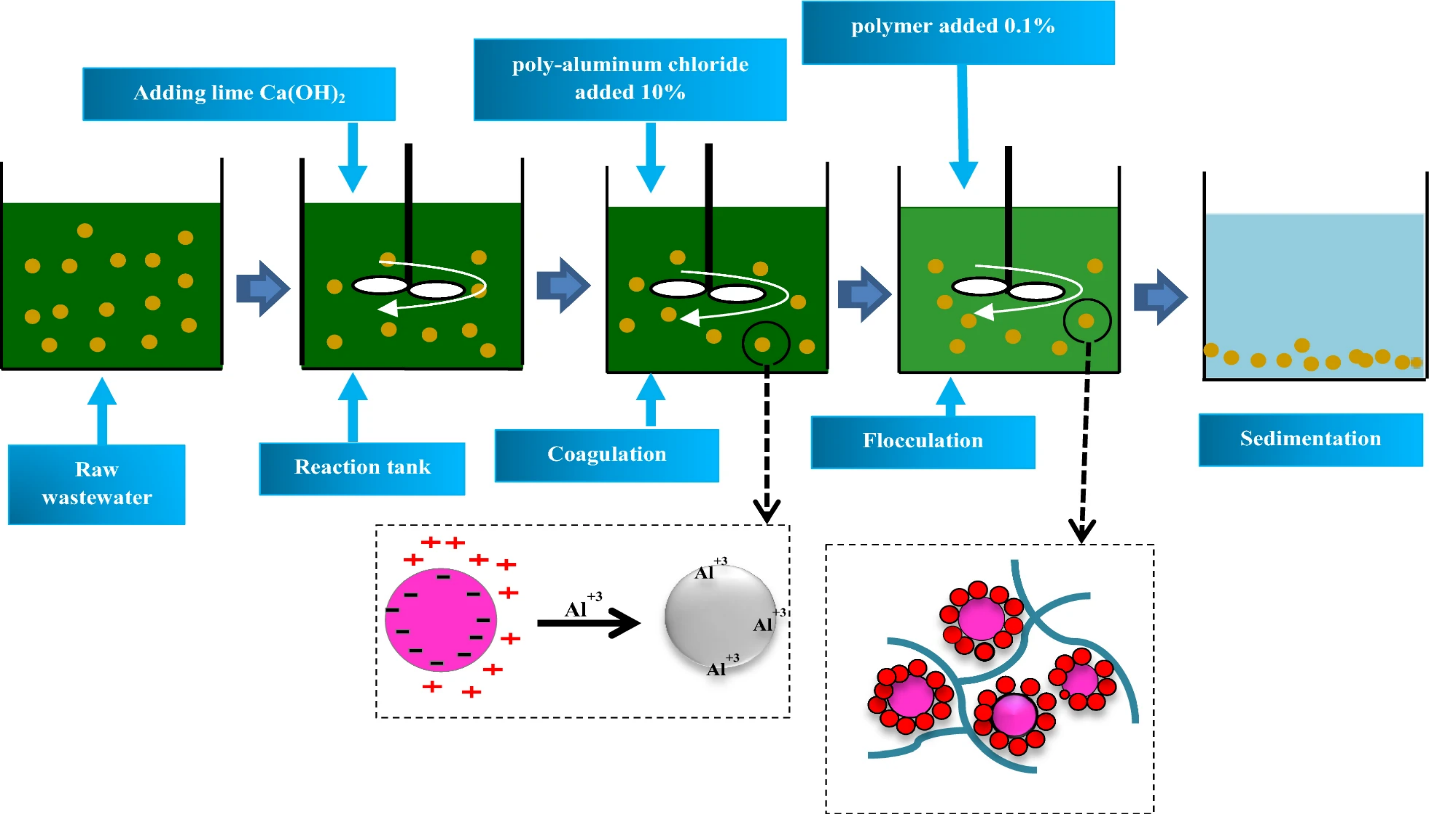 polymer added 0.1%
poly-aluminum chloride
added 10%
Adding lime Ca(OH)₂
Raw
wastewater
Reaction tank
Coagulation
Flocculation
Sedimentation
+ + + + + + + + + + +
- - - - - - - - - - -
Al⁺³
Al⁺³
Al⁺³
Al⁺³